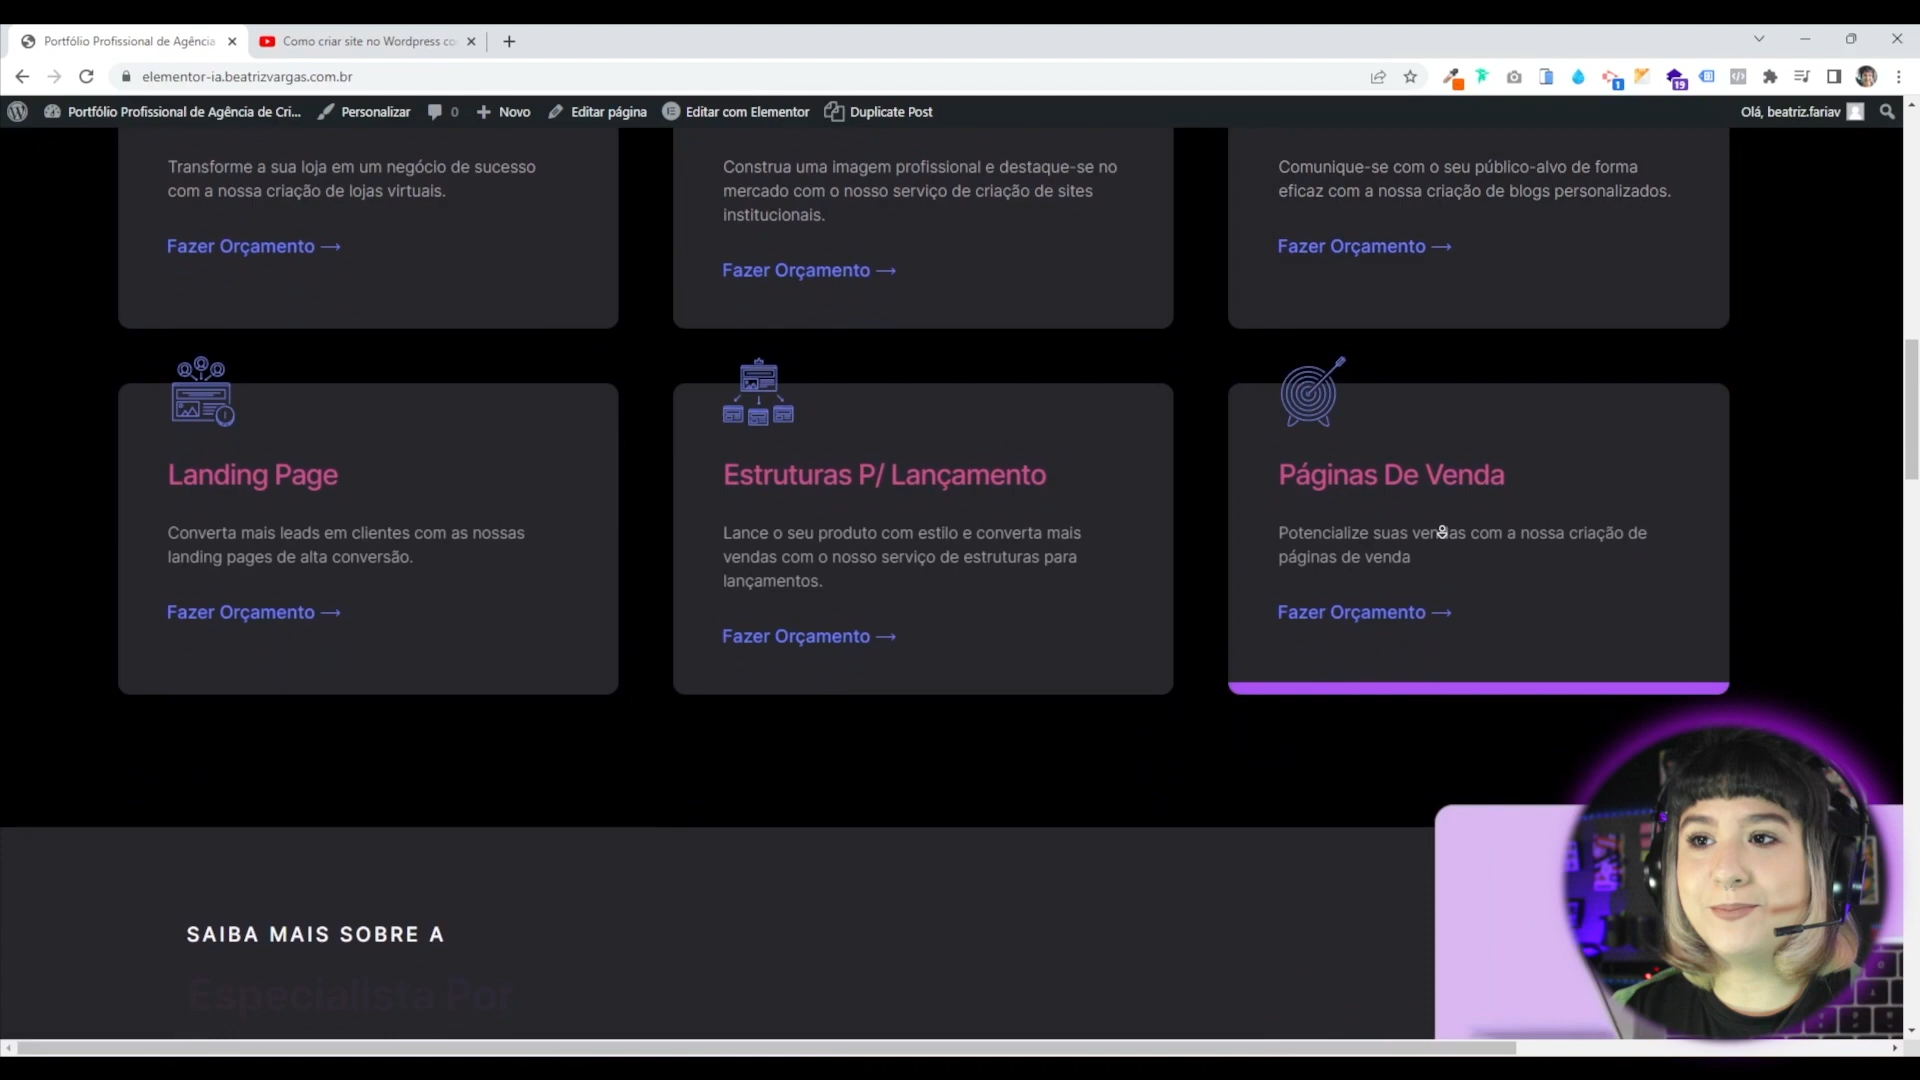 Portfólio Profissional de Agência
Como criar site no Wordpress co
elementor-ia.beatrizvargas.com.br
1
19
Portfólio Profissional de Agência de Cri...
Personalizar
0
Novo
Editar página
Editar com Elementor
Duplicate Post
Olá, beatriz.fariav
Transforme a sua loja em um negócio de sucesso
com a nossa criação de lojas virtuais.
Fazer Orçamento →
Construa uma imagem profissional e destaque-se no
mercado com o nosso serviço de criação de sites
institucionais.
Fazer Orçamento →
Comunique-se com o seu público-alvo de forma
eficaz com a nossa criação de blogs personalizados.
Fazer Orçamento →
Landing Page
Converta mais leads em clientes com as nossas
landing pages de alta conversão.
Fazer Orçamento →
Estruturas P/ Lançamento
Lance o seu produto com estilo e converta mais
vendas com o nosso serviço de estruturas para
lançamentos.
Fazer Orçamento →
Páginas De Venda
Potencialize suas vendas com a nossa criação de
páginas de venda
Fazer Orçamento →
SAIBA MAIS SOBRE A
Especialista Por